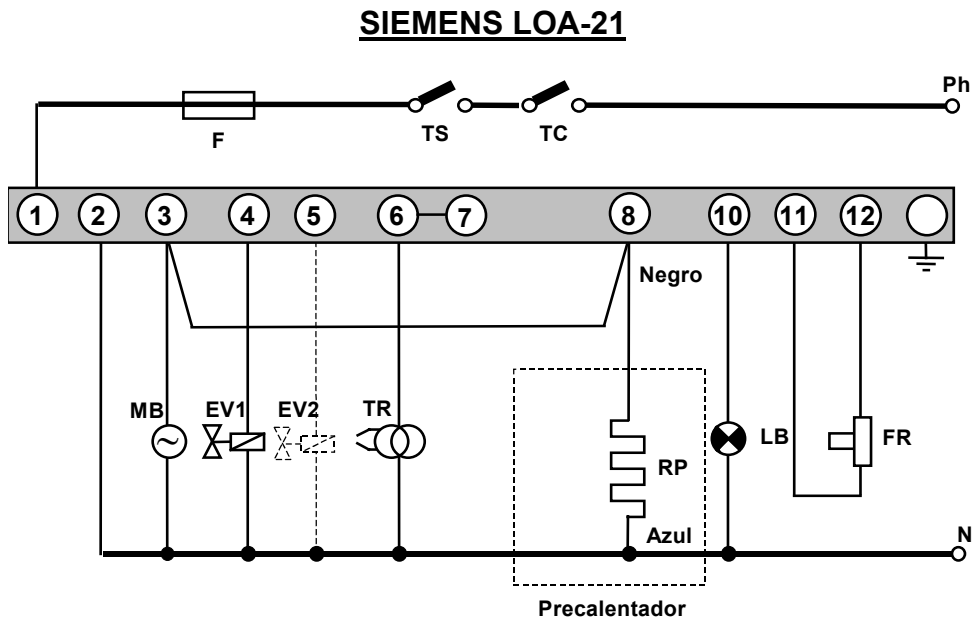 SIEMENS LOA-21
Ph
F
TS
TC
1 2 3 4 5 6 7 8 10 11 12
Negro
MB EV1 EV2 TR
LB
FR
RP
Azul
N
Precalentador